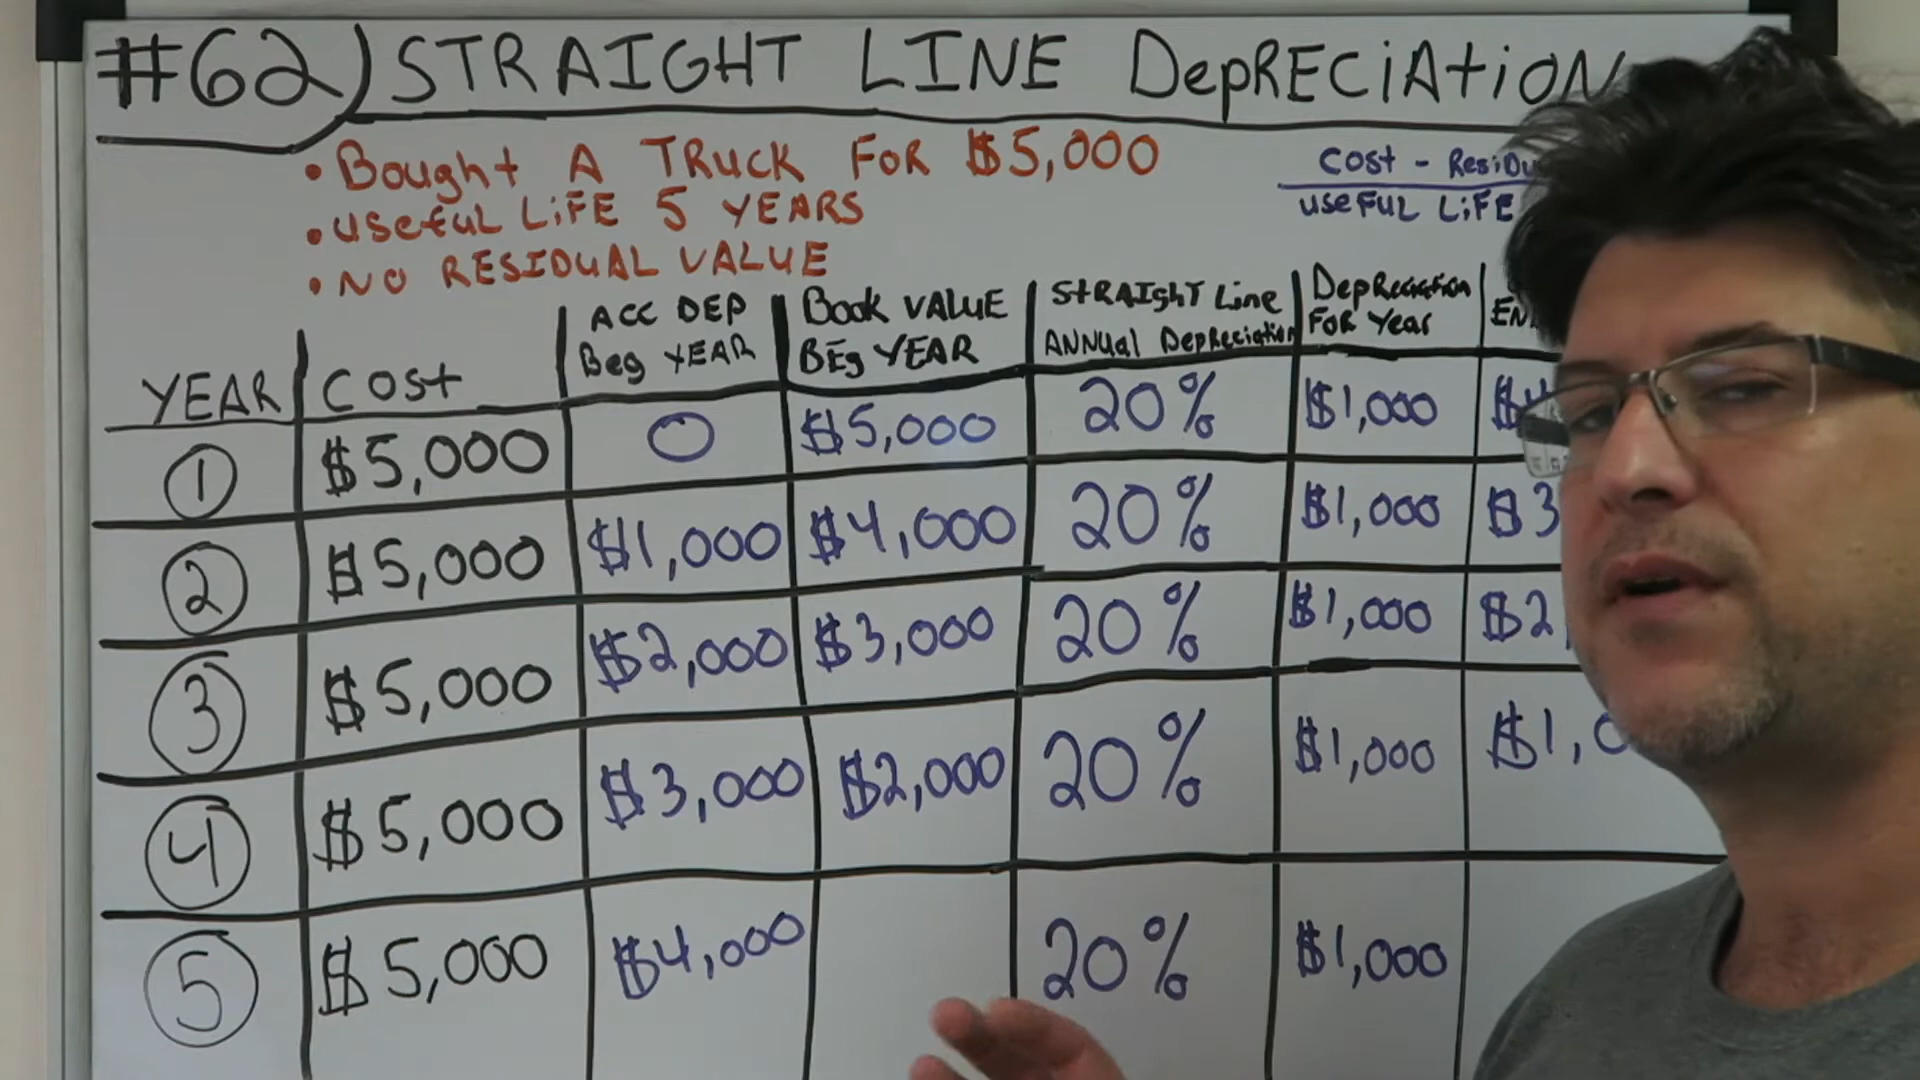 #62) STRAIGHT LINE DepRECiAtiON
• Bought A TRUCK FOR $5,000
• useful LiFE 5 YEARS
• NO RESIDUAL VALUE
Cost -
useful LiFE
YEAR
Cost
ACC DEP
Beg YEAR
Book VALUE
BEg YEAR
StRAIghT Line
ANNual Depreciation
Depreciation
FOR Year
1 $5,000 0 $5,000 20% $1,000
2 $5,000 $1,000 $4,000 20% $1,000 $3
3 $5,000 $2,000 $3,000 20% $1,000 $2
4 $5,000 $3,000 $2,000 20% $1,000 $1,0
5 $5,000 $4,000 20% $1,000